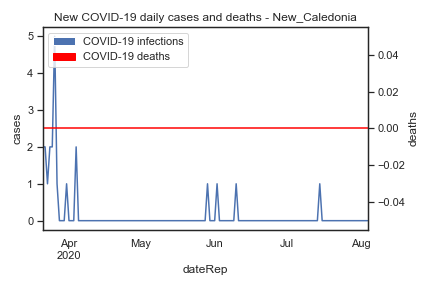 New COVID-19 daily cases and deaths - New_Caledonia
COVID-19 infections
COVID-19 deaths
cases
5
4
3
2
1
0
0.04
0.02
0.00
−0.02
−0.04
deaths
Apr
2020
May
Jun
Jul
Aug
dateRep